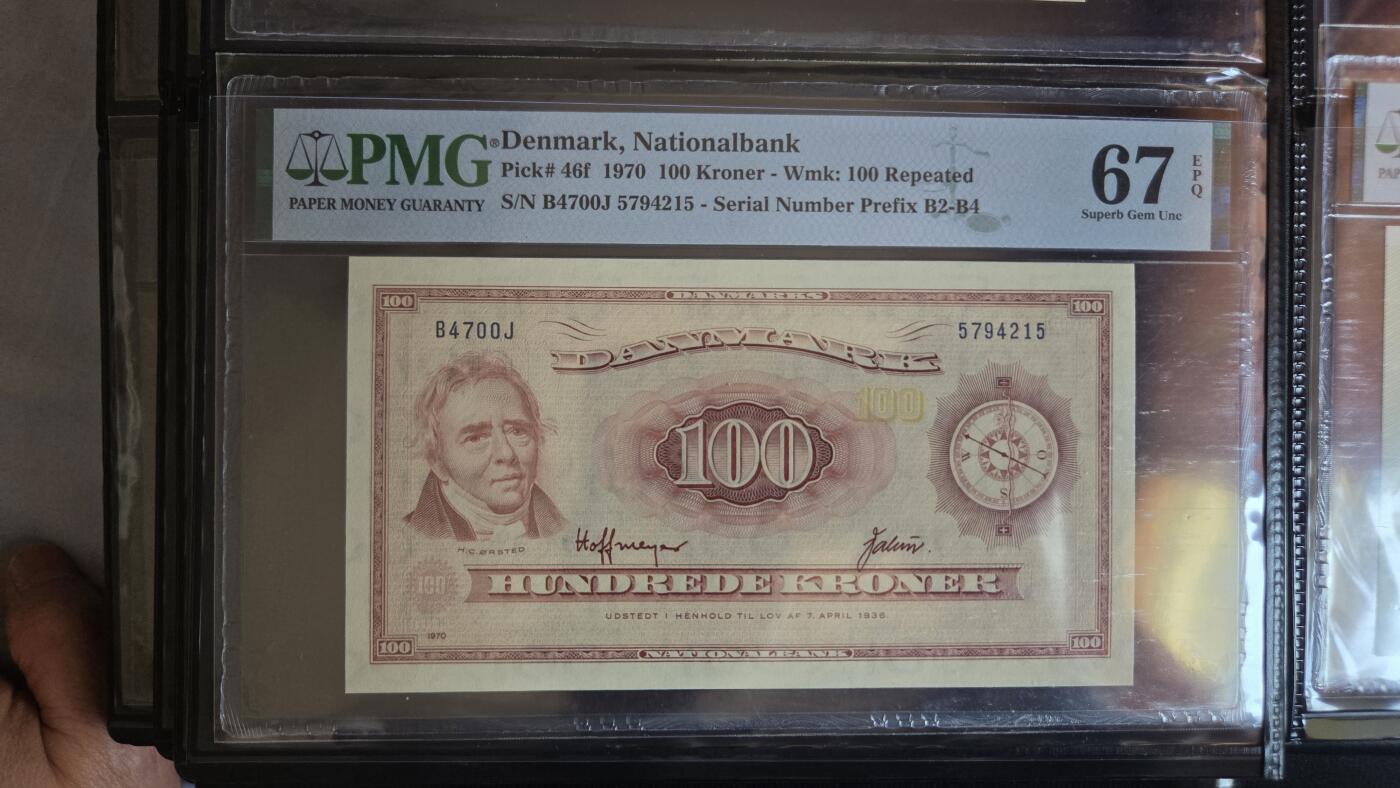 PMG®
PAPER MONEY GUARANTY
Denmark, Nationalbank
Pick# 46f 1970 100 Kroner - Wmk: 100 Repeated
S/N B4700J 5794215 - Serial Number Prefix B2-B4
67
EPQ
Superb Gem Unc
100
DANMARKS
100
B4700J
5794215
DANMARK
100
100
W
O
S
H.C. ØRSTED
Hoffmeyer
100
HUNDREDE KRONER
UDSTEDT I HENHOLD TIL LOV AF 7. APRIL 1936.
1970
100
NATIONALBANK
100